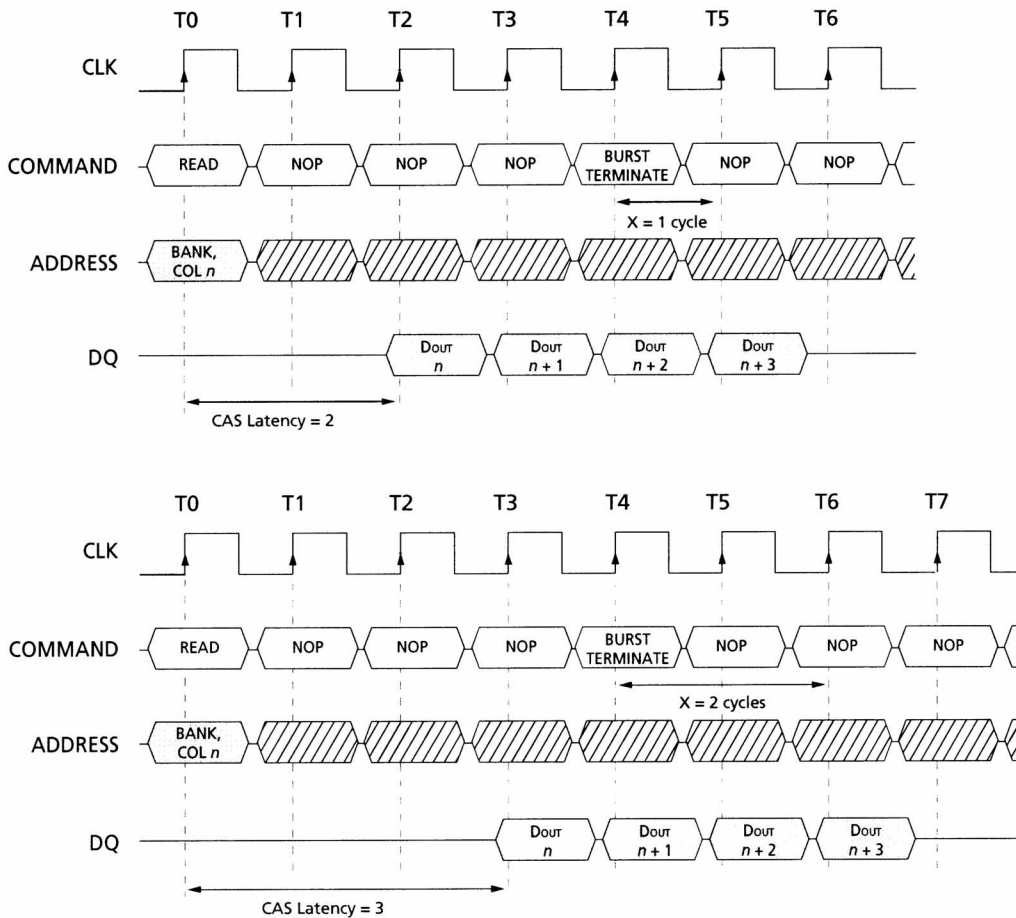 T0 T1 T2 T3 T4 T5 T6
CLK
COMMAND READ NOP NOP NOP BURST TERMINATE NOP NOP
X = 1 cycle
ADDRESS BANK, COL n
DQ DOUT n DOUT n + 1 DOUT n + 2 DOUT n + 3
CAS Latency = 2
T0 T1 T2 T3 T4 T5 T6 T7
CLK
COMMAND READ NOP NOP NOP BURST TERMINATE NOP NOP NOP
X = 2 cycles
ADDRESS BANK, COL n
DQ DOUT n DOUT n + 1 DOUT n + 2 DOUT n + 3
CAS Latency = 3